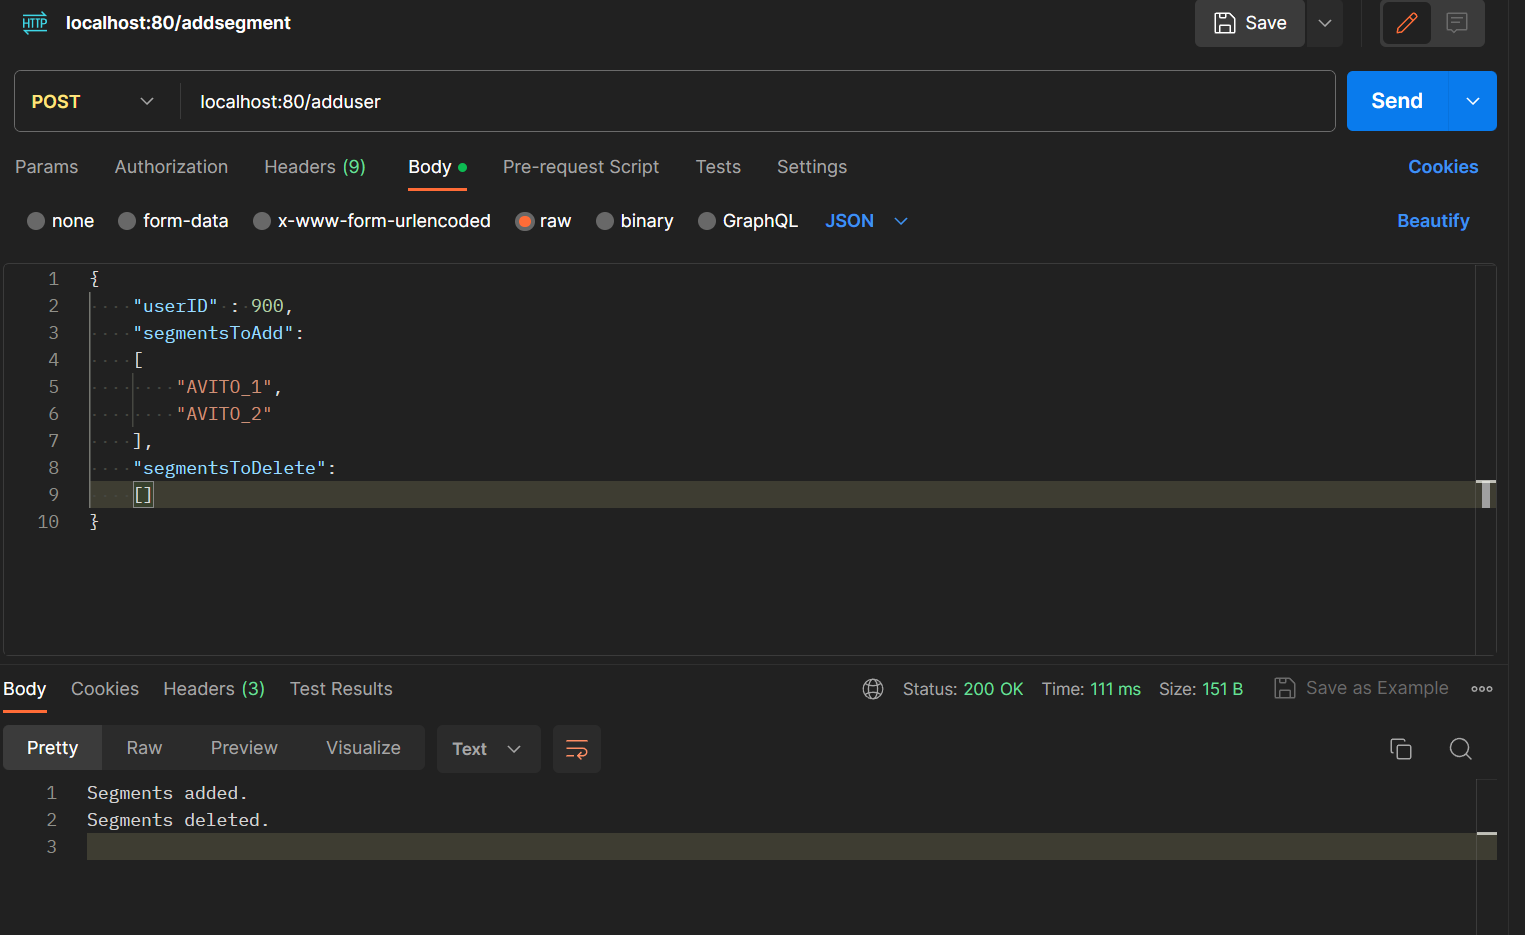 HTTP localhost:80/addsegment Save
POST localhost:80/adduser Send
Params Authorization Headers (9) Body Pre-request Script Tests Settings Cookies
none form-data x-www-form-urlencoded raw binary GraphQL JSON Beautify
1 {
2 "userID" : 900,
3 "segmentsToAdd":
4 [
5 "AVITO_1",
6 "AVITO_2"
7 ],
8 "segmentsToDelete":
9 []
10 }
Body Cookies Headers (3) Test Results Status: 200 OK Time: 111 ms Size: 151 B Save as Example
Pretty Raw Preview Visualize Text
1 Segments added.
2 Segments deleted.
3